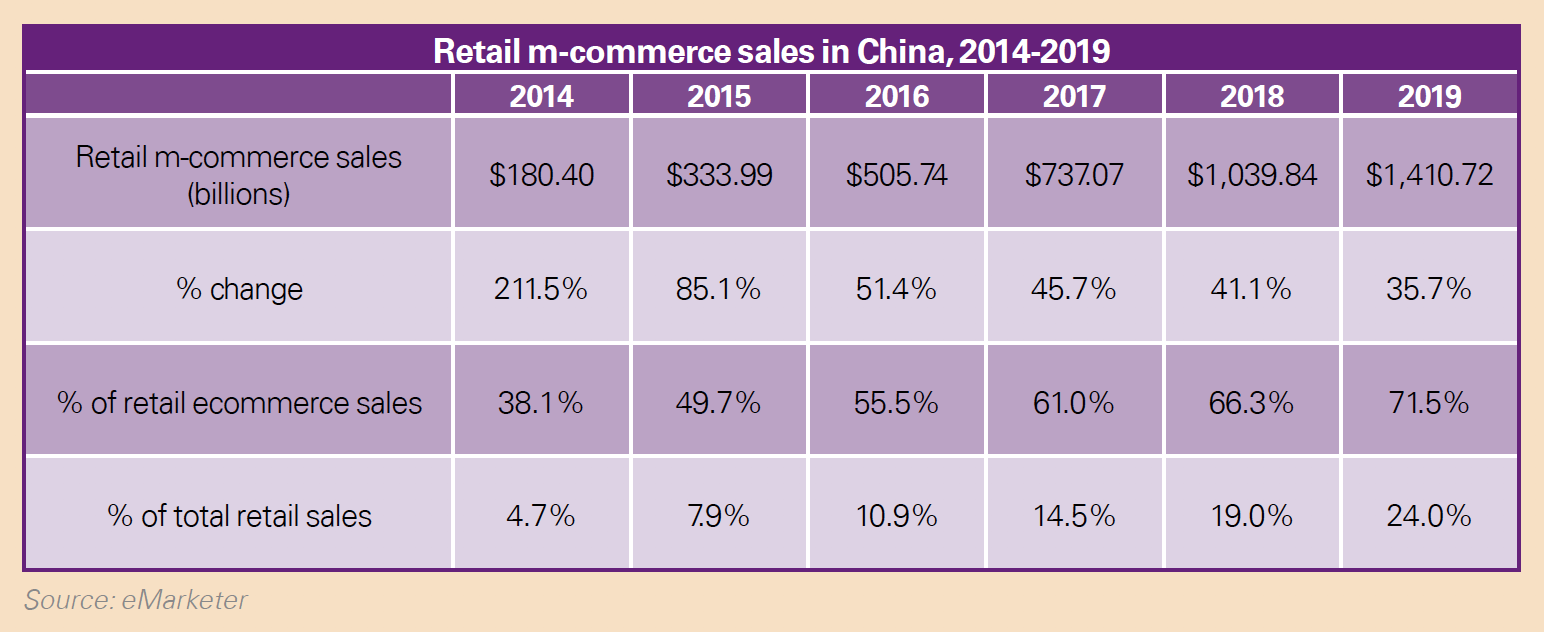 Retail m-commerce sales in China, 2014-2019
2014 2015 2016 2017 2018 2019
Retail m-commerce sales
(billions) $180.40 $333.99 $505.74 $737.07 $1,039.84 $1,410.72
% change 211.5% 85.1% 51.4% 45.7% 41.1% 35.7%
% of retail ecommerce sales 38.1% 49.7% 55.5% 61.0% 66.3% 71.5%
% of total retail sales 4.7% 7.9% 10.9% 14.5% 19.0% 24.0%
Source: eMarketer